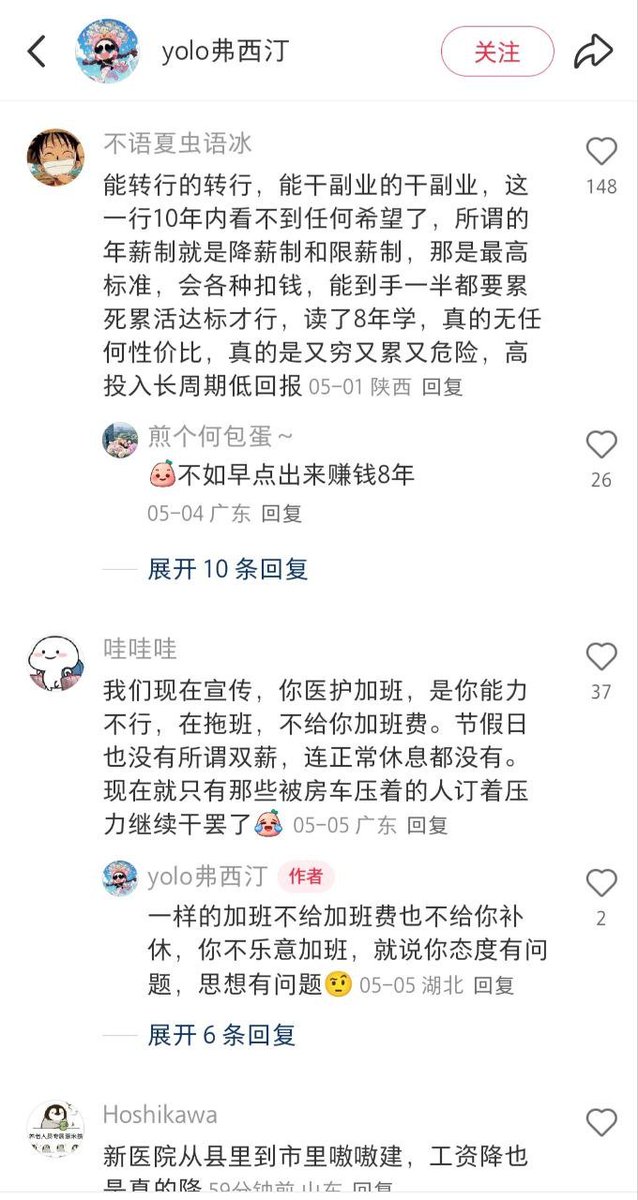 yolo弗西汀
关注
不语夏虫语冰
能转行的转行，能干副业的干副业，这
一行10年内看不到任何希望了，所谓的
年薪制就是降薪制和限薪制，那是最高
标准，会各种扣钱，能到手一半都要累
死累活达标才行，读了8年学，真的无任
何性价比，真的是又穷又累又危险，高
投入长周期低回报 05-01 陕西 回复
148
煎个何包蛋～
不如早点出来赚钱8年
05-04 广东 回复
26
展开 10 条回复
哇哇哇
我们现在宣传，你医护加班，是你能力
不行，在拖班，不给你加班费。节假日
也没有所谓双薪，连正常休息都没有。
现在就只有那些被房车压着的人订着压
力继续干罢了 05-05 广东 回复
37
yolo弗西汀 作者
一样的加班不给加班费也不给你补
休，你不乐意加班，就说你态度有问
题，思想有问题 05-05 湖北 回复
2
展开 6 条回复
Hoshikawa
新医院从县里到市里嗷嗷建，工资降也
是真的降 59分钟前 山东 回复